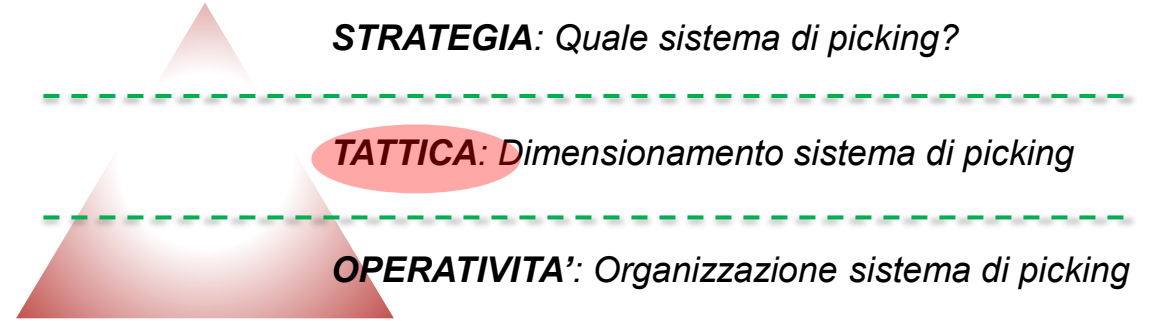 STRATEGIA: Quale sistema di picking?
TATTICA: Dimensionamento sistema di picking
OPERATIVITA’: Organizzazione sistema di picking